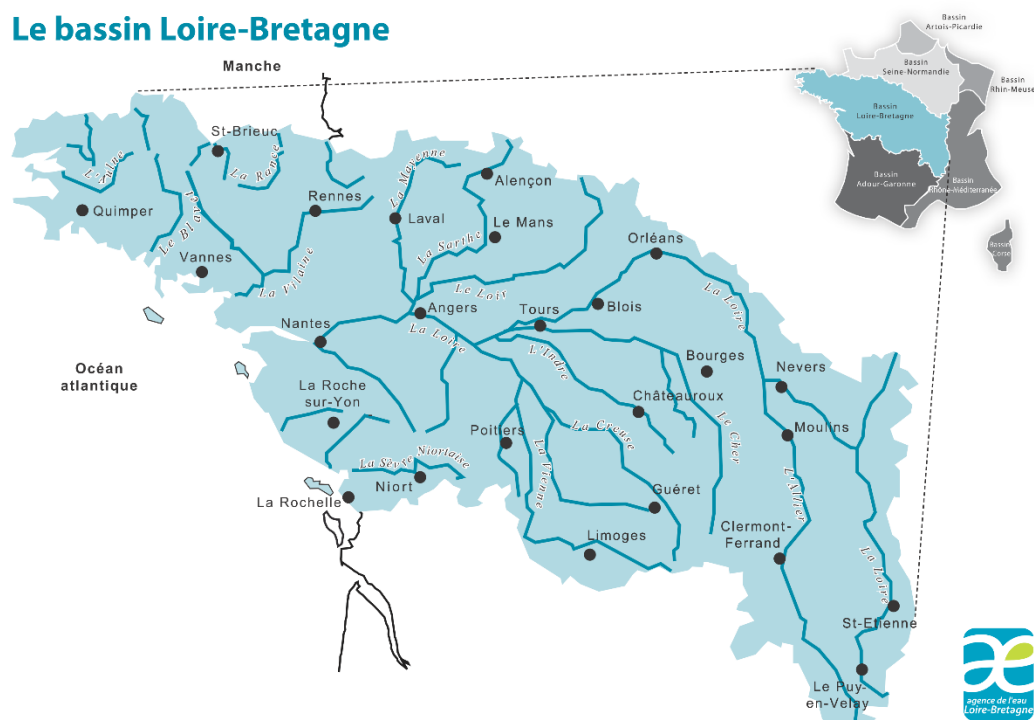 Le bassin Loire-Bretagne
Manche
Bassin
Artois-Picardie
Bassin
Seine-Normandie
Bassin
Rhin-Meuse
Bassin
Loire-Bretagne
Bassin
Adour-Garonne
Bassin
Rhône-Méditerranée
Bassin
Corse
St-Brieuc
L'Aulne
La Rance
Quimper
Le Blavet
Rennes
Vannes
La Vilaine
La Mayenne
Alençon
Laval
Le Mans
La Sarthe
Orléans
Le Loir
La Loire
Angers
Tours
Blois
Nantes
La Loire
L'Indre
Bourges
Nevers
Océan
atlantique
La Roche
sur-Yon
Châteauroux
Poitiers
La Creuse
Le Cher
Moulins
La Sèvre Niortaise
La Vienne
Niort
L'Allier
La Rochelle
Guéret
Limoges
Clermont-
Ferrand
La Loire
St-Etienne
Le Puy-
en-Velay
ae
agence de l'eau
Loire-Bretagne